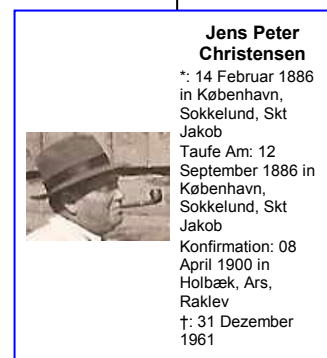 Jens Peter
Christensen
*: 14 Februar 1886
in København,
Sokkelund, Skt
Jakob
Taufe Am: 12
September 1886 in
København,
Sokkelund, Skt
Jakob
Konfirmation: 08
April 1900 in
Holbæk, Ars,
Raklev
†: 31 Dezember
1961